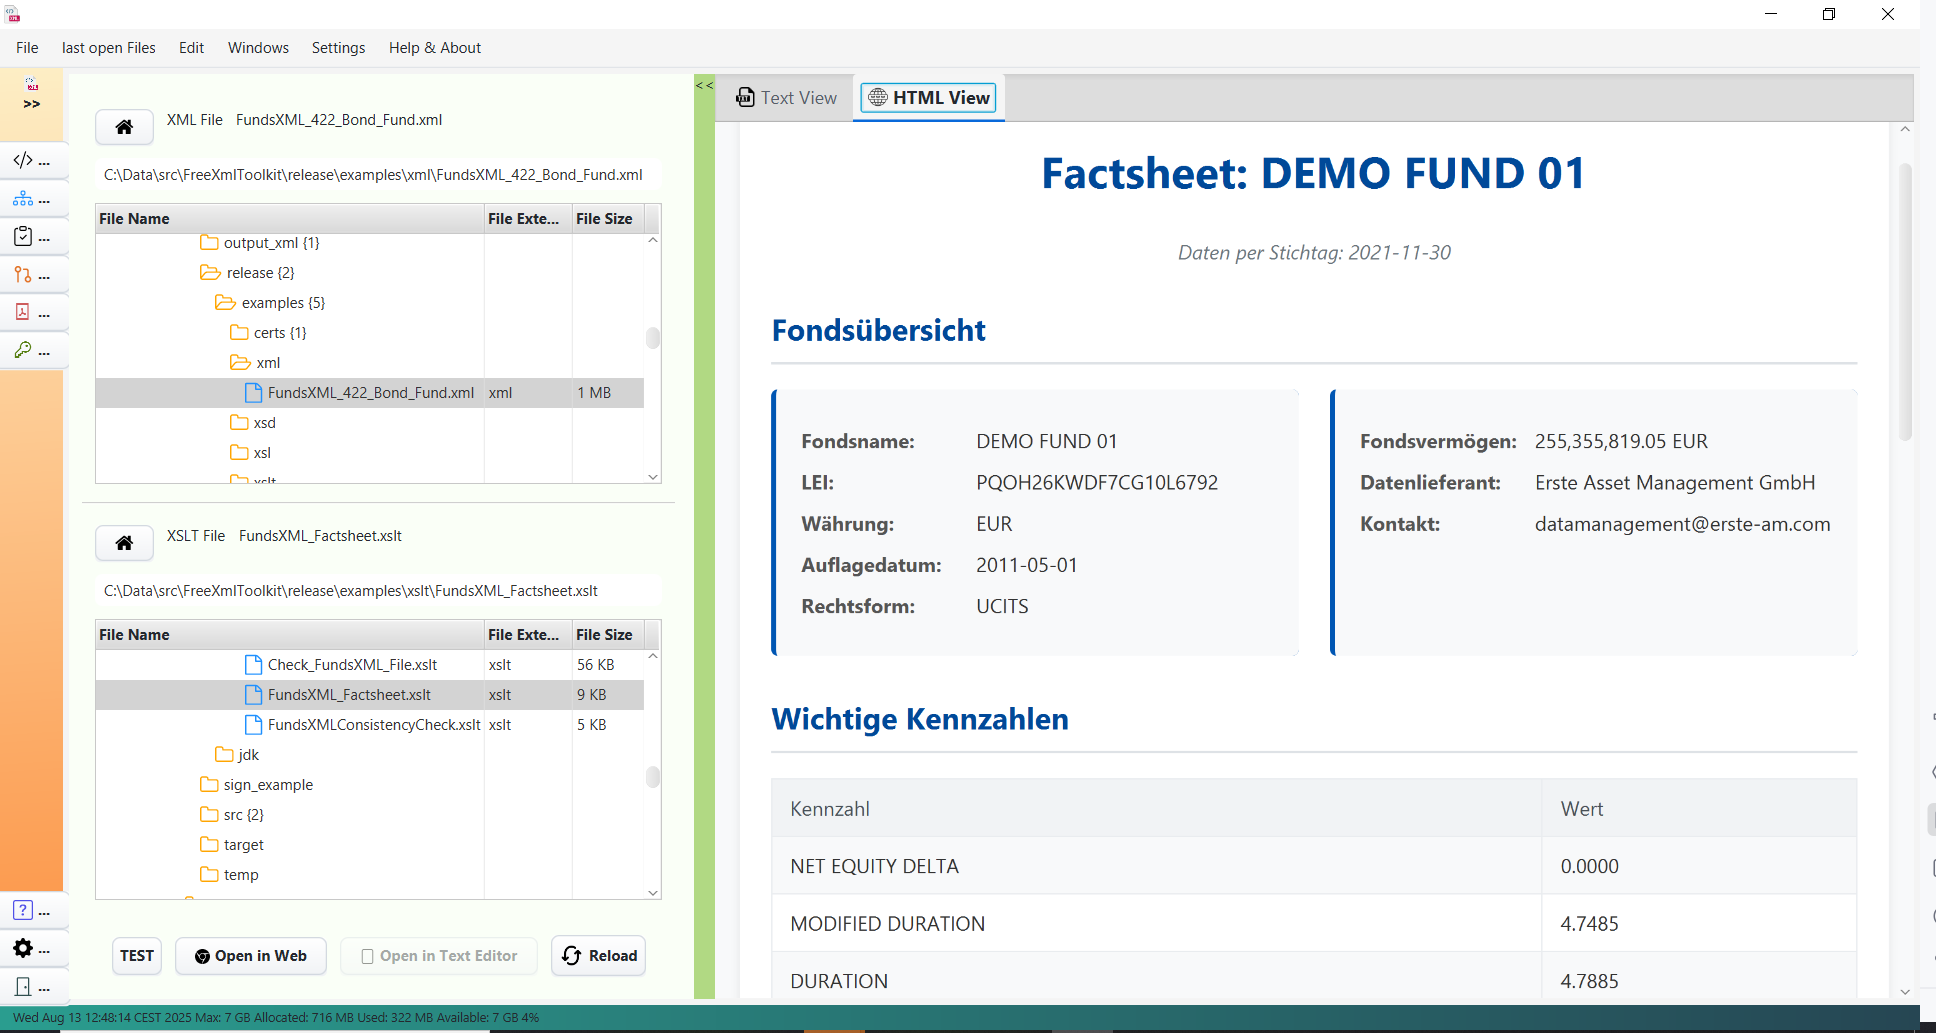 File last open Files Edit Windows Settings Help & About
>>
<<
XML File FundsXML_422_Bond_Fund.xml
C:\Data\src\FreeXmlToolkit\release\examples\xml\FundsXML_422_Bond_Fund.xml
File Name File Exte... File Size
output_xml {1}
release {2}
examples {5}
certs {1}
xml
FundsXML_422_Bond_Fund.xml xml 1 MB
xsd
xsl
xslt
XSLT File FundsXML_Factsheet.xslt
C:\Data\src\FreeXmlToolkit\release\examples\xslt\FundsXML_Factsheet.xslt
File Name File Exte... File Size
Check_FundsXML_File.xslt xslt 56 KB
FundsXML_Factsheet.xslt xslt 9 KB
FundsXMLConsistencyCheck.xslt xslt 5 KB
jdk
sign_example
src {2}
target
temp
TEST Open in Web Open in Text Editor Reload
...
...
...
...
...
...
...
...
...
Text View HTML View
Factsheet: DEMO FUND 01
Daten per Stichtag: 2021-11-30
Fondsübersicht
Fondsname: DEMO FUND 01
LEI: PQOH26KWDF7CG10L6792
Währung: EUR
Auflagedatum: 2011-05-01
Rechtsform: UCITS
Fondsvermögen: 255,355,819.05 EUR
Datenlieferant: Erste Asset Management GmbH
Kontakt: datamanagement@erste-am.com
Wichtige Kennzahlen
Kennzahl Wert
NET EQUITY DELTA 0.0000
MODIFIED DURATION 4.7485
DURATION 4.7885
Wed Aug 13 12:48:14 CEST 2025 Max: 7 GB Allocated: 716 MB Used: 322 MB Available: 7 GB 4%